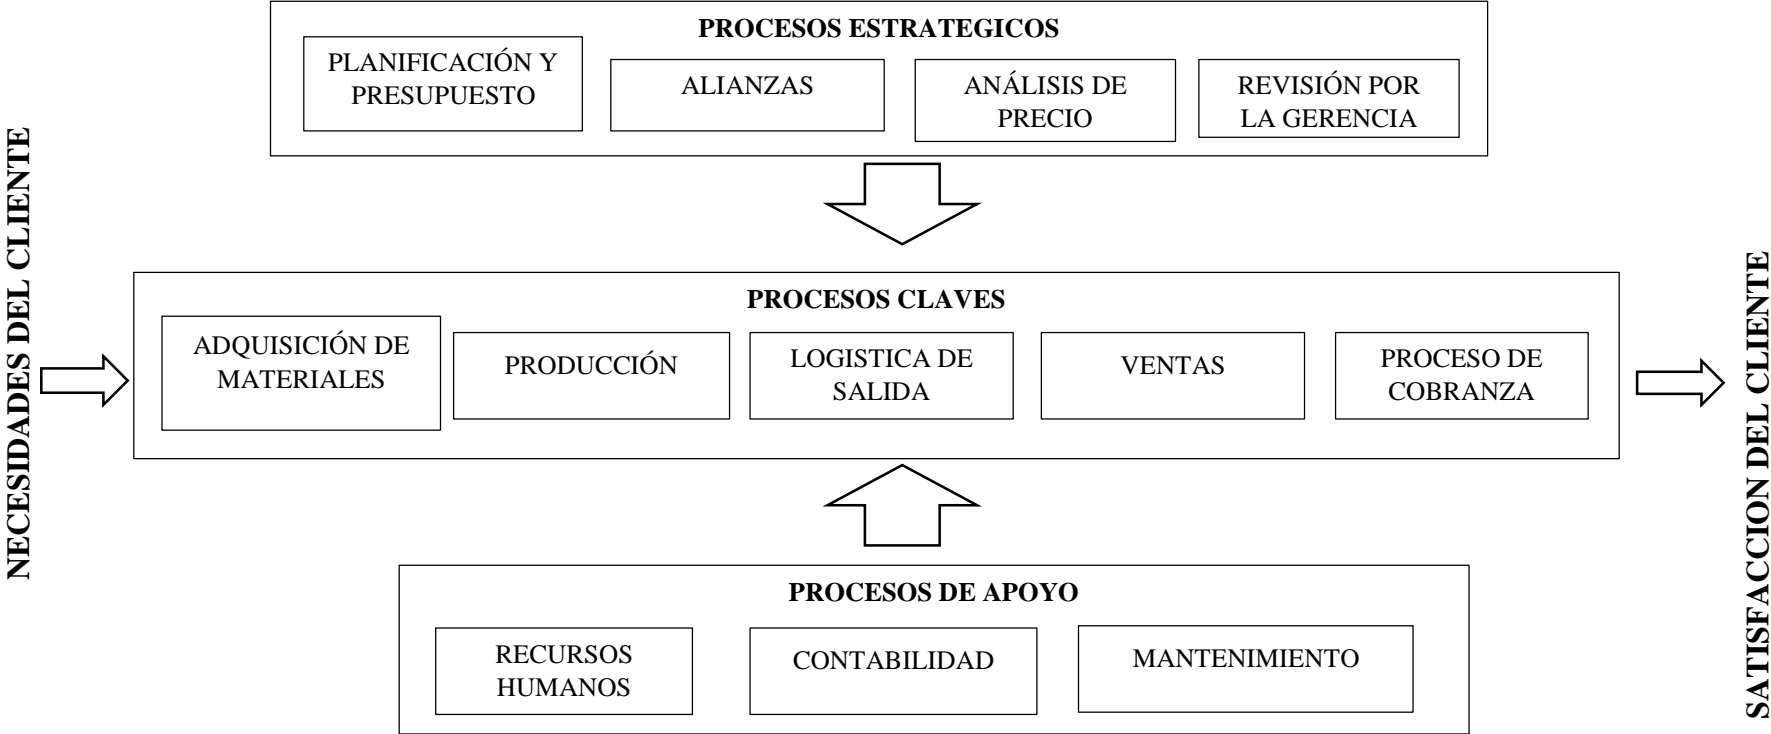 PROCESOS ESTRATEGICOS
PLANIFICACIÓN Y
PRESUPUESTO
ALIANZAS
ANÁLISIS DE
PRECIO
REVISIÓN POR
LA GERENCIA
NECESIDADES DEL CLIENTE
PROCESOS CLAVES
ADQUISICIÓN DE
MATERIALES
PRODUCCIÓN
LOGISTICA DE
SALIDA
VENTAS
PROCESO DE
COBRANZA
SATISFACCION DEL CLIENTE
PROCESOS DE APOYO
RECURSOS
HUMANOS
CONTABILIDAD
MANTENIMIENTO